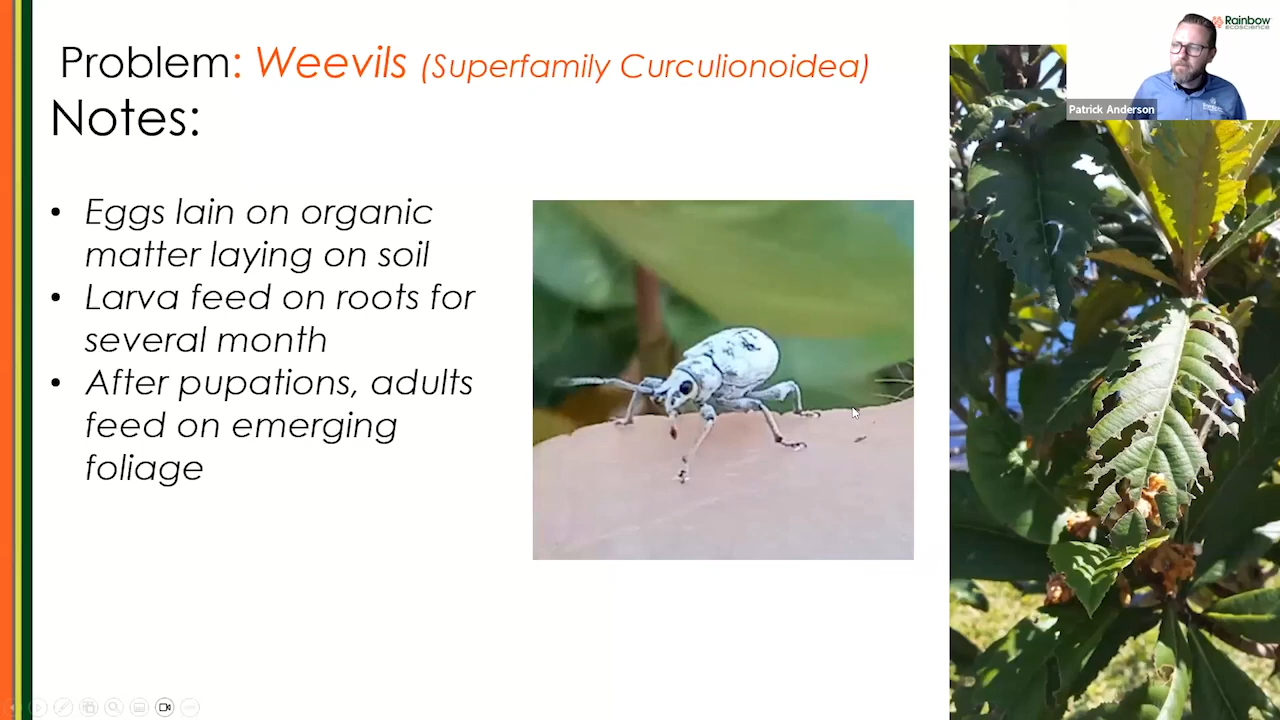 Rainbow
ecoscience
Patrick Anderson
Problem: Weevils (Superfamily Curculionoidea)
Notes:
• Eggs lain on organic
matter laying on soil
• Larva feed on roots for
several month
• After pupations, adults
feed on emerging
foliage